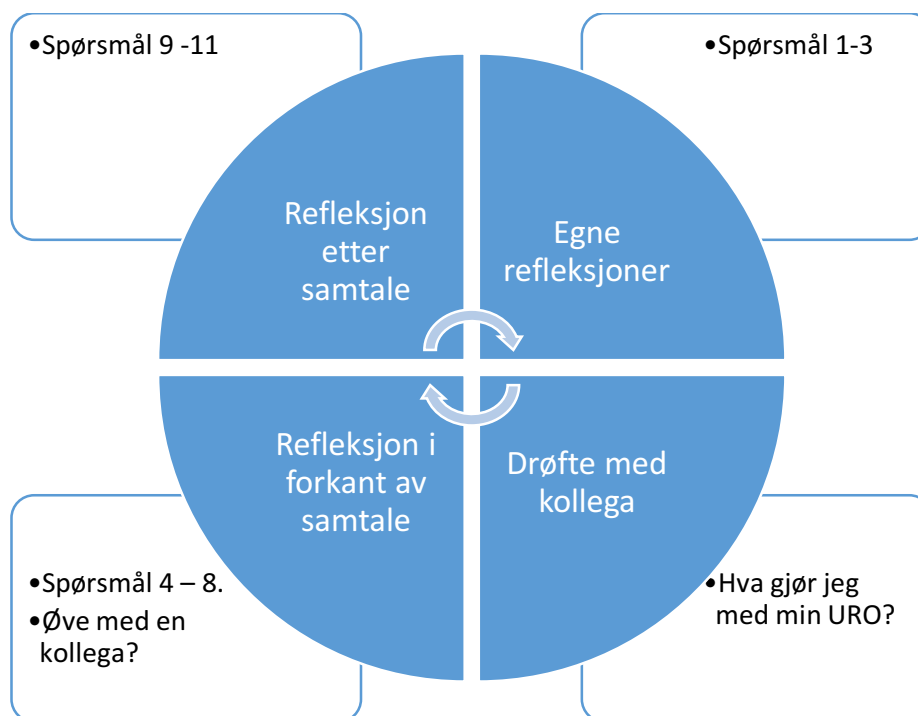 •Spørsmål 9 -11
•Spørsmål 1-3
Refleksjon
etter
samtale
Egne
refleksjoner
Refleksjon i
forkant av
samtale
Drøfte med
kollega
•Spørsmål 4 – 8.
•Øve med en
kollega?
•Hva gjør jeg
med min URO?